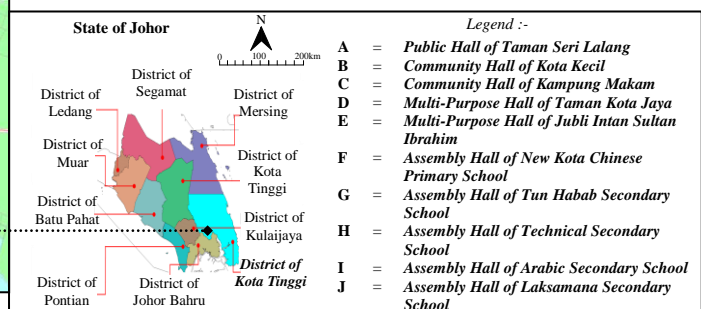 State of Johor
N
0 100 200km
District of
Ledang
District of
Segamat
District of
Mersing
District of
Muar
District of
Kota
Tinggi
District of
Batu Pahat
District of
Kulaijaya
District of
Kota Tinggi
District of
Pontian
District of
Johor Bahru
Legend :-
A = Public Hall of Taman Seri Lalang
B = Community Hall of Kota Kecil
C = Community Hall of Kampung Makam
D = Multi-Purpose Hall of Taman Kota Jaya
E = Multi-Purpose Hall of Jubli Intan Sultan
Ibrahim
F = Assembly Hall of New Kota Chinese
Primary School
G = Assembly Hall of Tun Habab Secondary
School
H = Assembly Hall of Technical Secondary
School
I = Assembly Hall of Arabic Secondary School
J = Assembly Hall of Laksamana Secondary
School